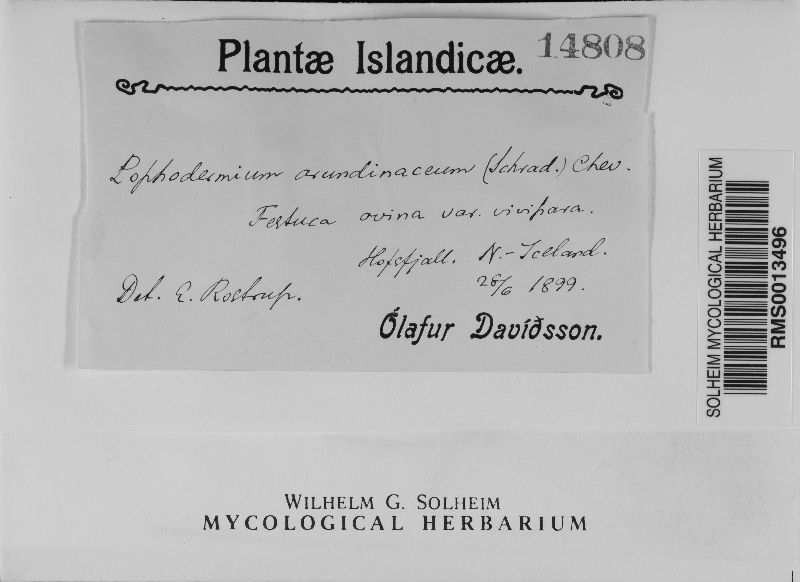 Plantæ Islandicæ. 14808
Lophodermium arundinaceum (Schrad.) Chev.
Festuca ovina var. vivipara.
Hofsfjall. N.-Iceland.
28/6 1899.
Det. E. Rostrup.
Ólafur Davíðsson.
SOLHEIM MYCOLOGICAL HERBARIUM
RMS0013496
WILHELM G. SOLHEIM
MYCOLOGICAL HERBARIUM